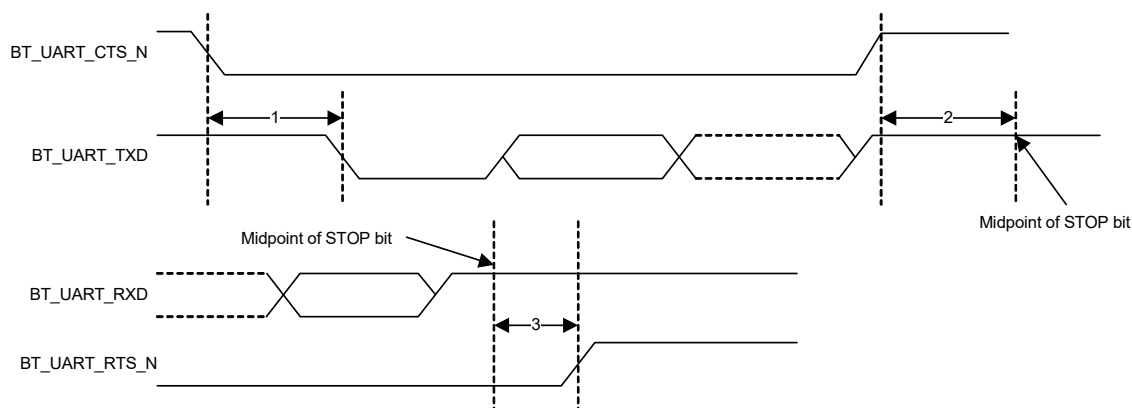 BT_UART_CTS_N
1
2
BT_UART_TXD
Midpoint of STOP bit
Midpoint of STOP bit
BT_UART_RXD
3
BT_UART_RTS_N